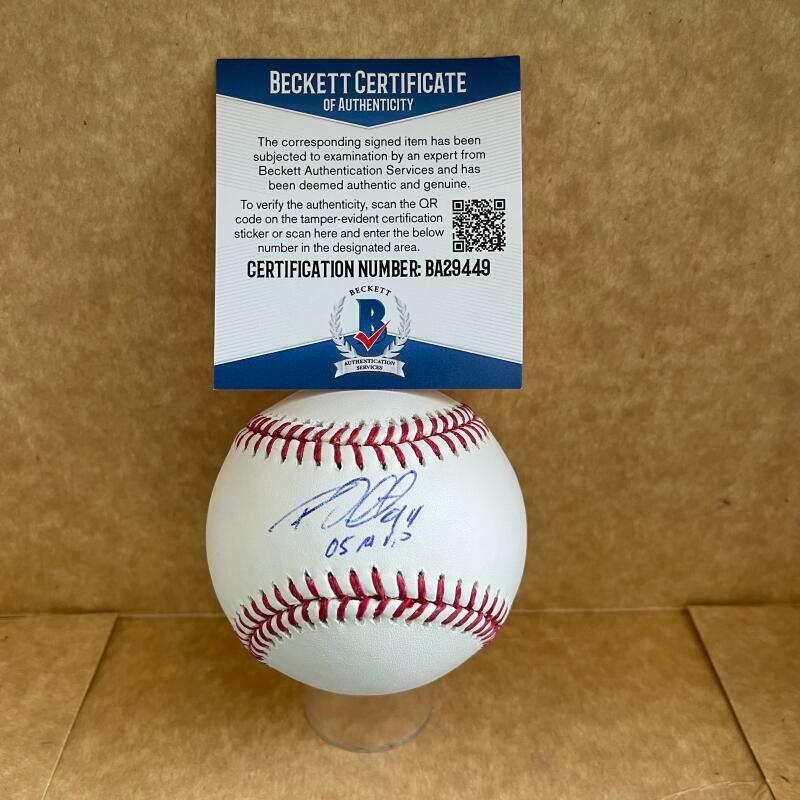 BECKETT CERTIFICATE
OF AUTHENTICITY
The corresponding signed item has been
subjected to examination by an expert from
Beckett Authentication Services and has
been deemed authentic and genuine.
To verify the authenticity, scan the QR
code on the tamper-evident certification
sticker or scan here and enter the below
number in the designated area.
CERTIFICATION NUMBER: BA29449
BECKETT
B
AUTHENTICATION
SERVICES
05 MVP